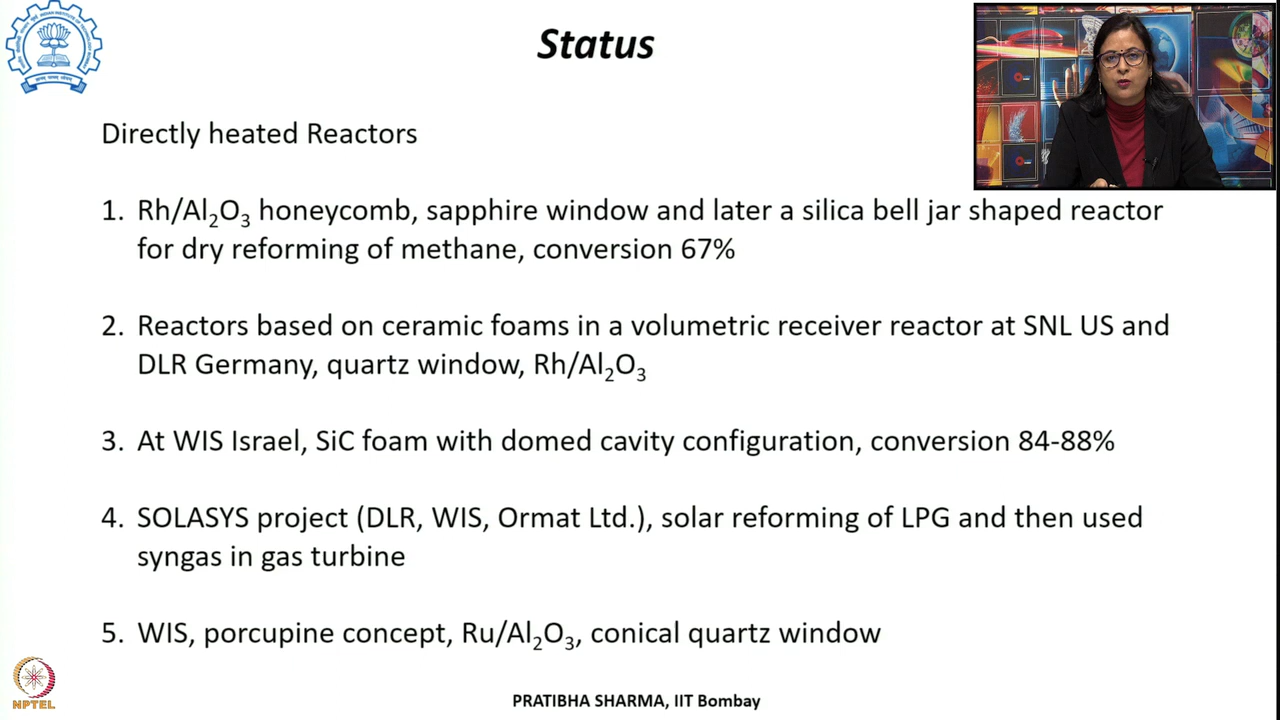 Status
Directly heated Reactors
1. Rh/Al₂O₃ honeycomb, sapphire window and later a silica bell jar shaped reactor
for dry reforming of methane, conversion 67%
2. Reactors based on ceramic foams in a volumetric receiver reactor at SNL US and
DLR Germany, quartz window, Rh/Al₂O₃
3. At WIS Israel, SiC foam with domed cavity configuration, conversion 84-88%
4. SOLASYS project (DLR, WIS, Ormat Ltd.), solar reforming of LPG and then used
syngas in gas turbine
5. WIS, porcupine concept, Ru/Al₂O₃, conical quartz window
NPTEL
PRATIBHA SHARMA, IIT Bombay